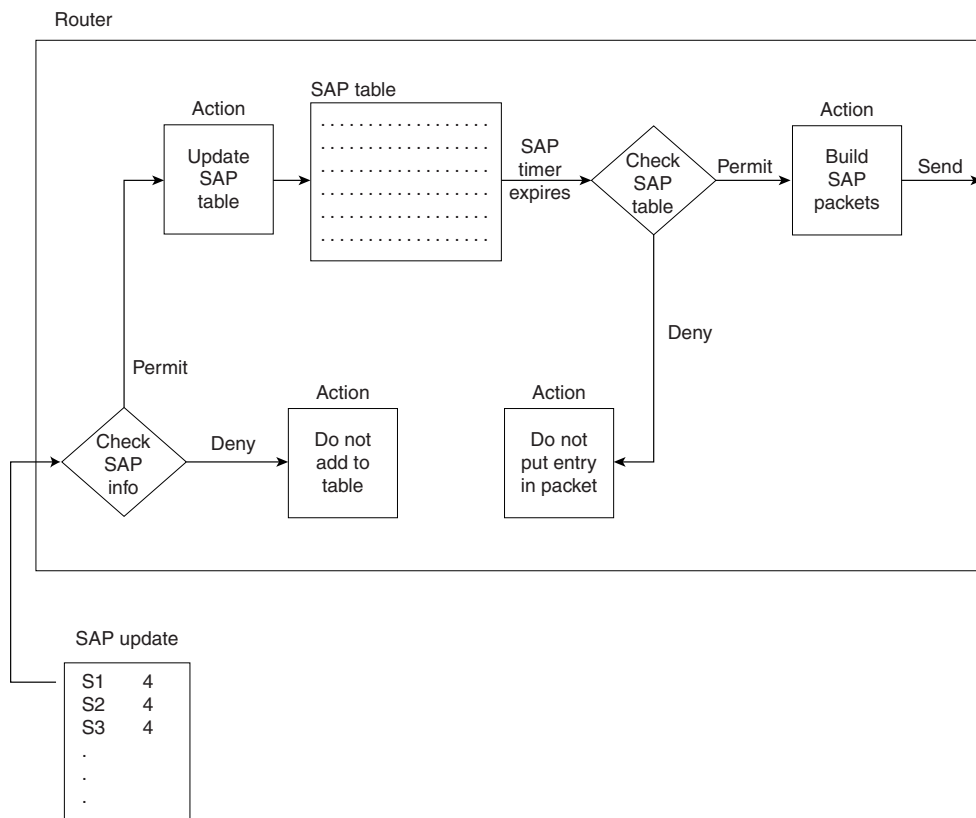 Router
SAP table
. . . . . . . . . . . . . . . . . .
. . . . . . . . . . . . . . . . . .
. . . . . . . . . . . . . . . . . .
. . . . . . . . . . . . . . . . . .
. . . . . . . . . . . . . . . . . .
. . . . . . . . . . . . . . . . . .
Action
Update
SAP
table
SAP
timer
expires
Check
SAP
table
Permit
Action
Build
SAP
packets
Send
Deny
Permit
Check
SAP
info
Deny
Action
Do not
add to
table
Action
Do not
put entry
in packet
SAP update
S1 4
S2 4
S3 4
.
.
.